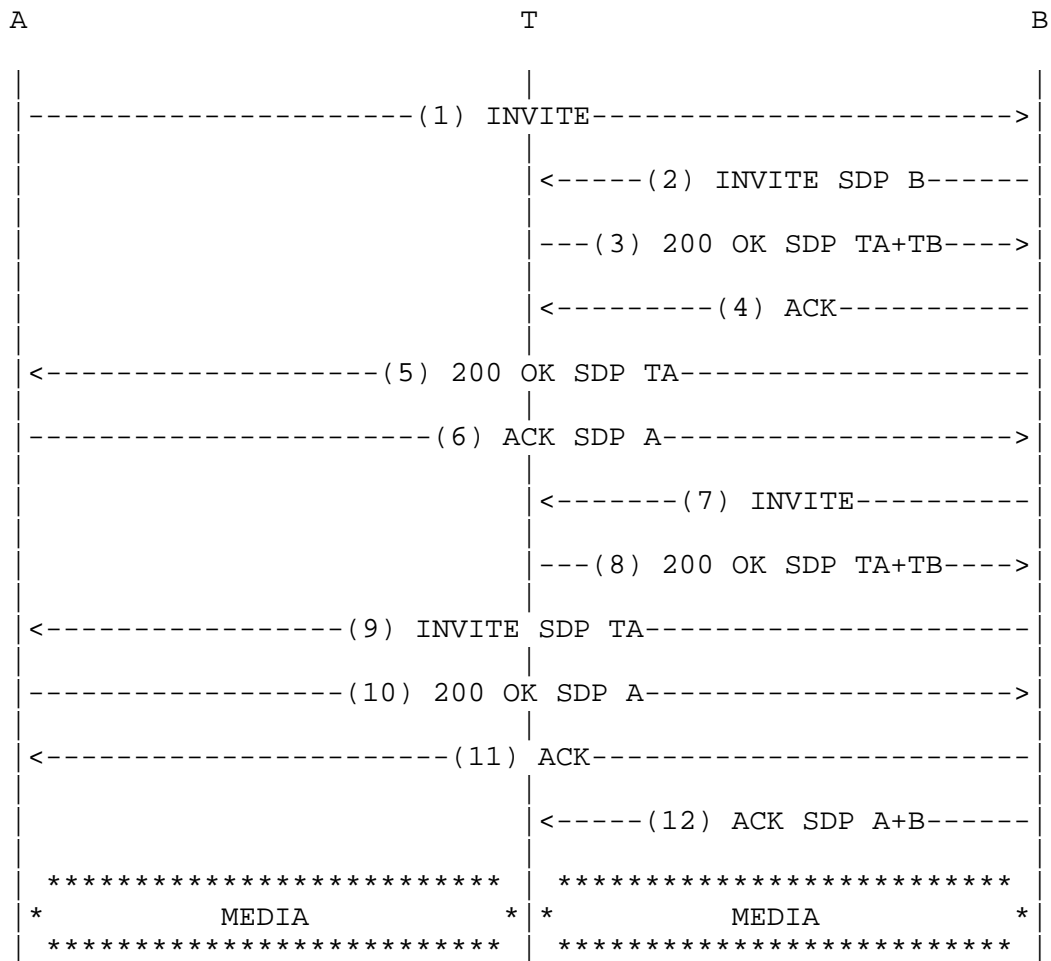 A T B
(1) INVITE
(2) INVITE SDP B
(3) 200 OK SDP TA+TB
(4) ACK
(5) 200 OK SDP TA
(6) ACK SDP A
(7) INVITE
(8) 200 OK SDP TA+TB
(9) INVITE SDP TA
(10) 200 OK SDP A
(11) ACK
(12) ACK SDP A+B
MEDIA MEDIA